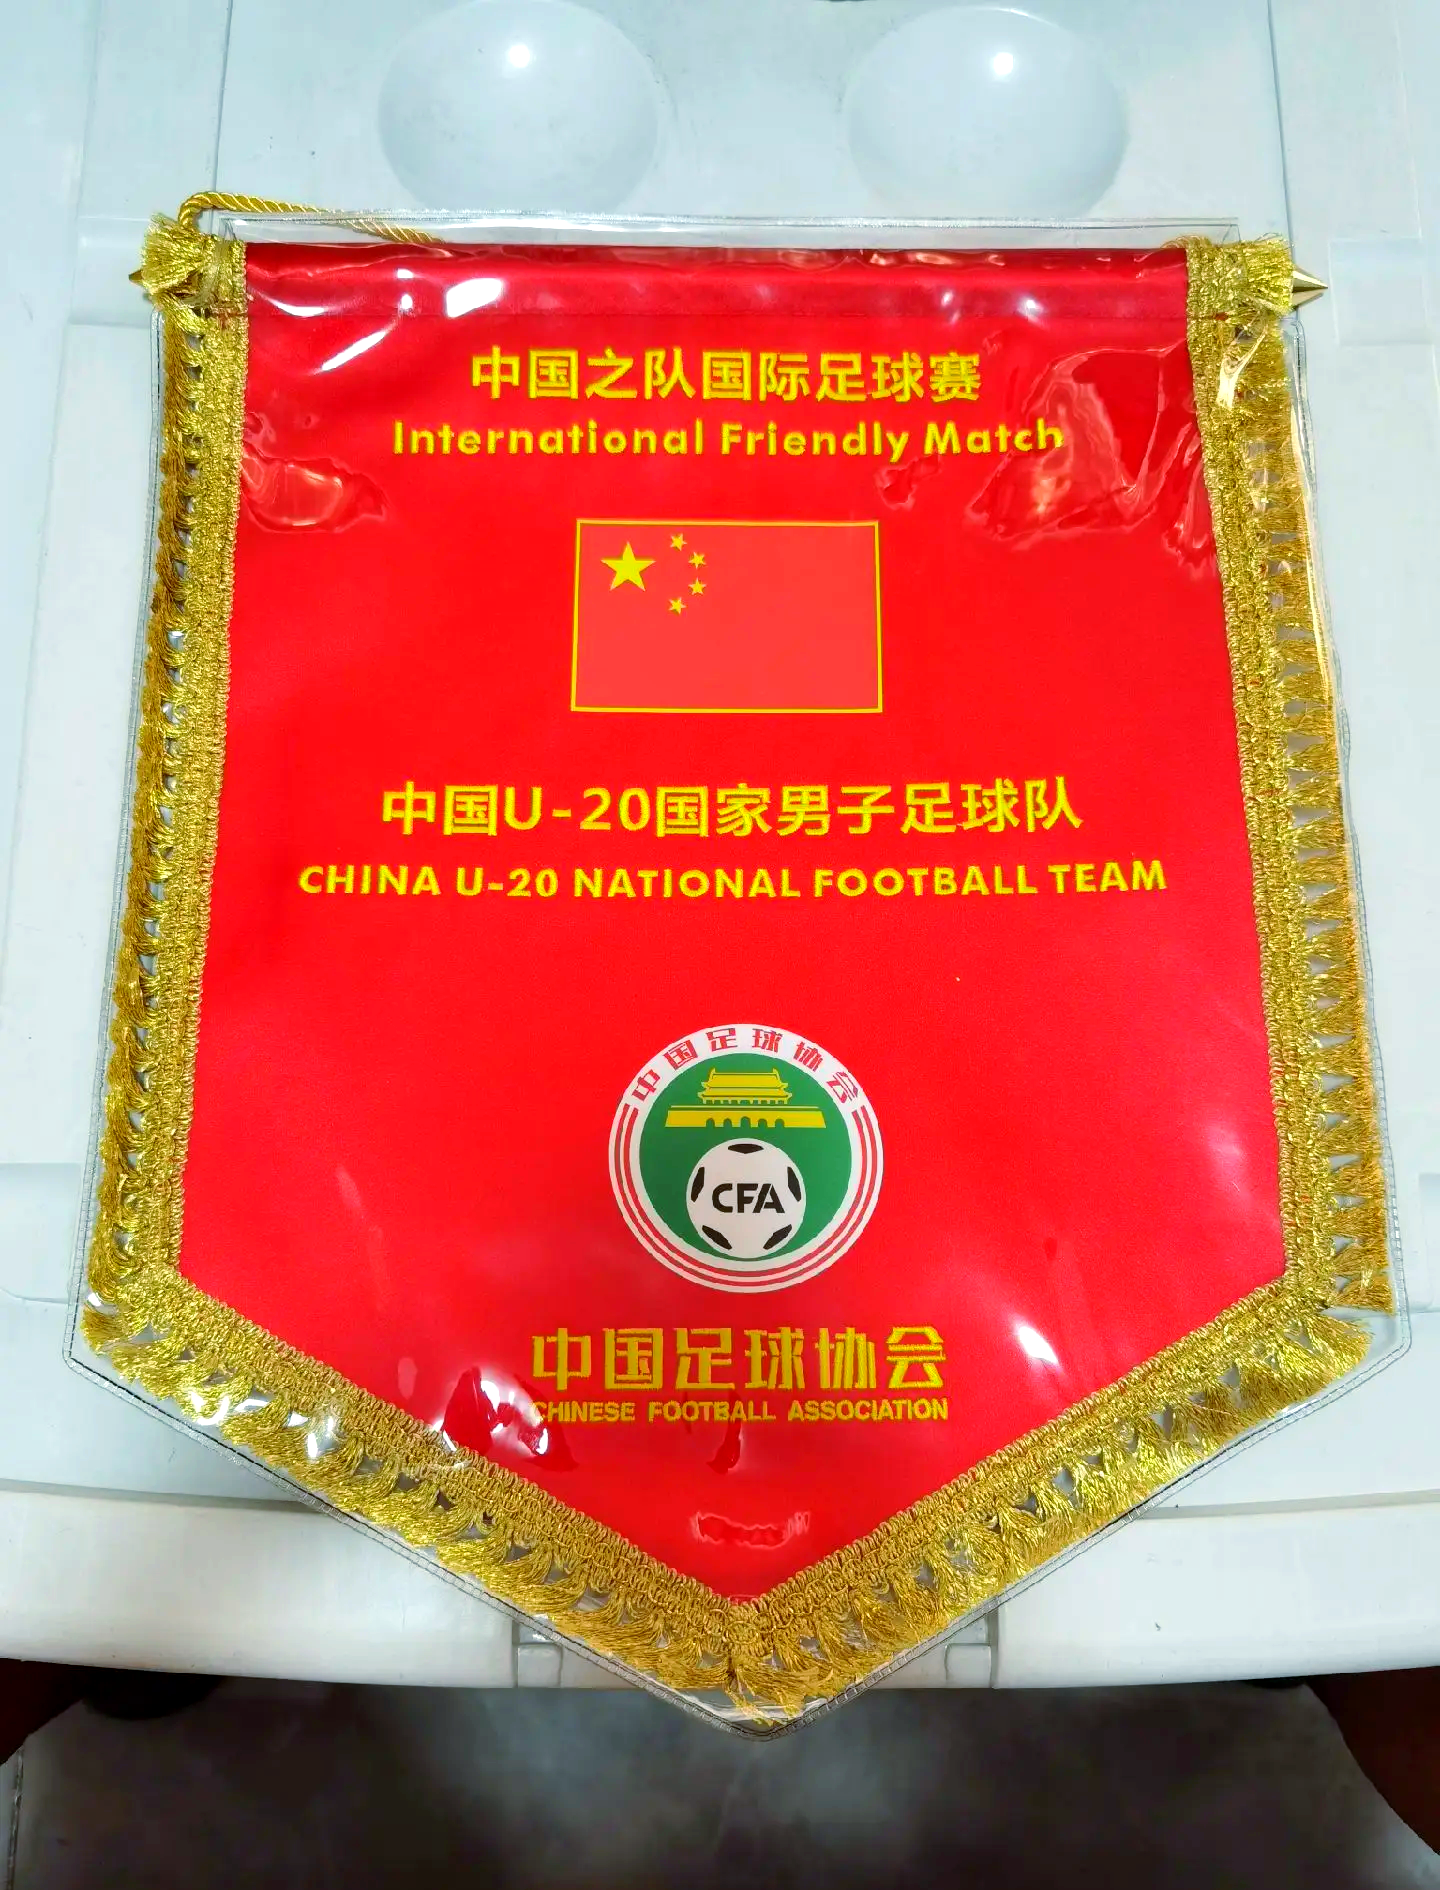 中国之队国际足球赛
International Friendly Match
中国U-20国家男子足球队
CHINA U-20 NATIONAL FOOTBALL TEAM
中国足球协会
CFA
中国足球协会
CHINESE FOOTBALL ASSOCIATION